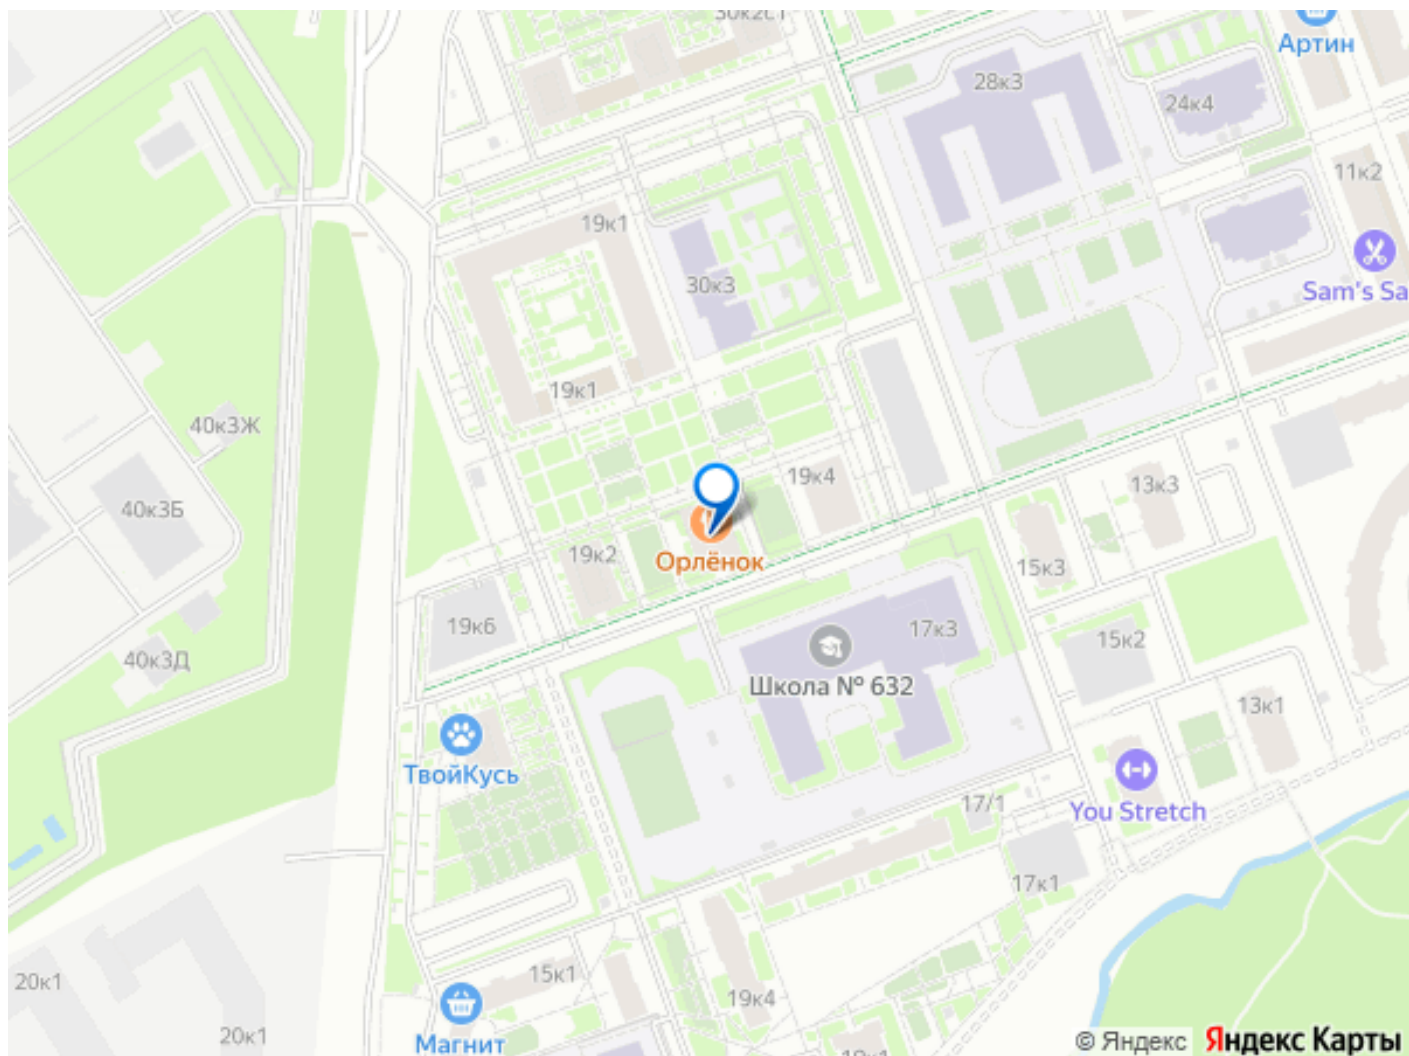 30к2с1
Артин
28к3
24к4
11к2
19к1
30к3
Sam's Sa
19к1
40к3Ж
19к4
13к3
40к3Б
19к2
Орлёнок
15к3
19к6
17к3
15к2
40к3Д
Школа № 632
13к1
ТвойКусь
17/1
You Stretch
17к1
15к1
20к1
19к4
20к1
Магнит
19к1
© Яндекс Яндекс Карты